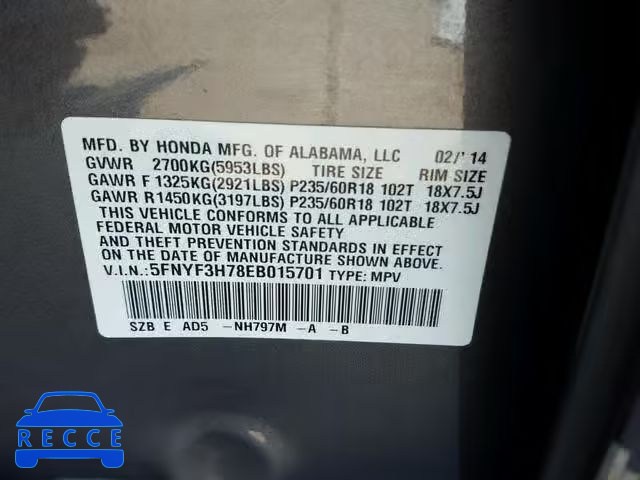 MFD. BY HONDA MFG. OF ALABAMA, LLC 02/'14
GVWR 2700KG(5953LBS) TIRE SIZE RIM SIZE
GAWR F 1325KG(2921LBS) P235/60R18 102T 18X7.5J
GAWR R1450KG(3197LBS) P235/60R18 102T 18X7.5J
THIS VEHICLE CONFORMS TO ALL APPLICABLE
FEDERAL MOTOR VEHICLE SAFETY
AND THEFT PREVENTION STANDARDS IN EFFECT
ON THE DATE OF MANUFACTURE SHOWN ABOVE.
V.I.N.:5FNYF3H78EB015701 TYPE: MPV
SZB E AD5 -NH797M -A -B
RECCE